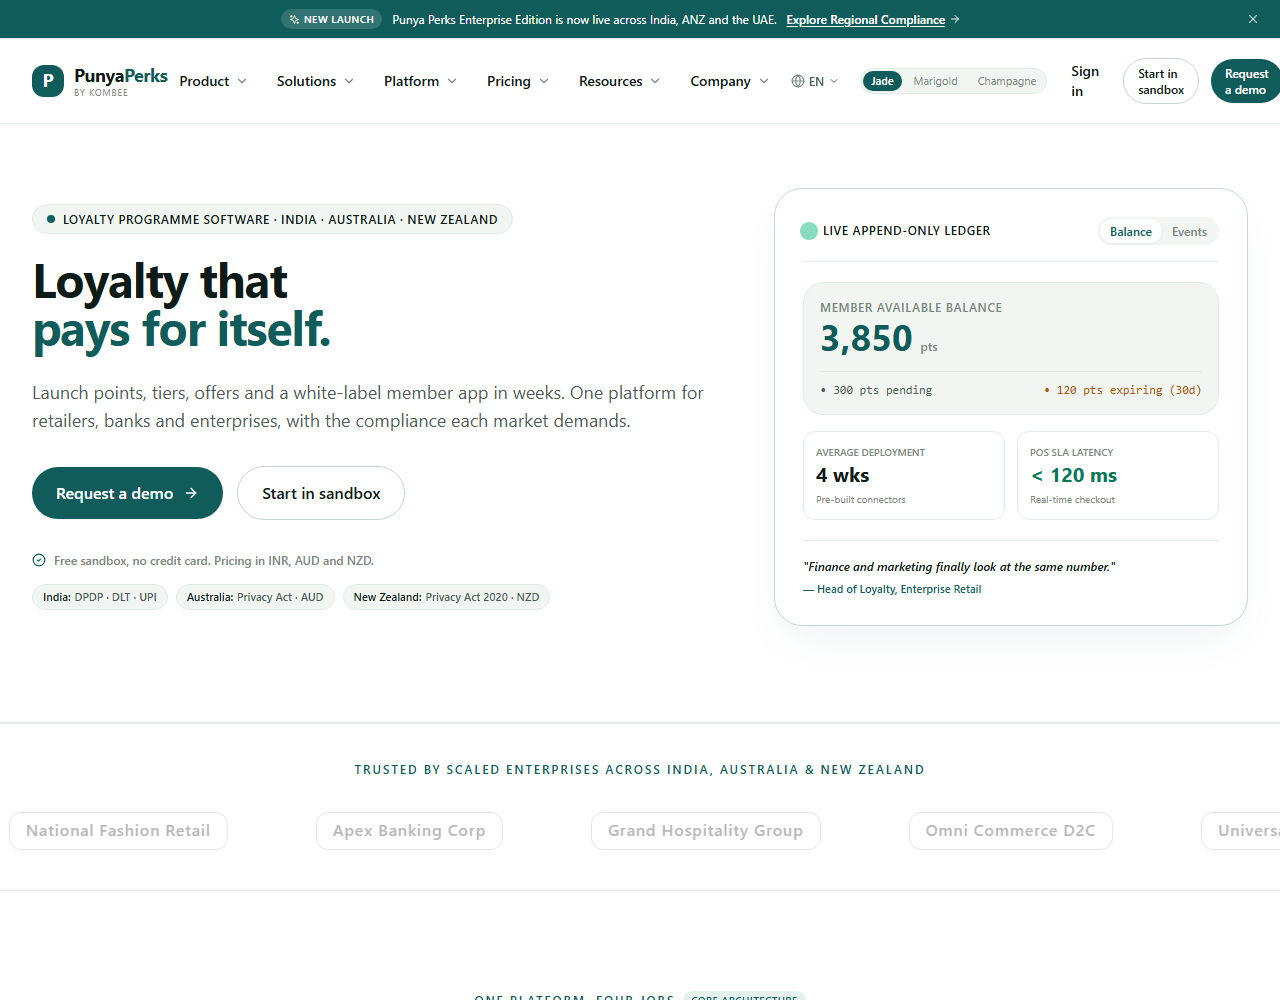 NEW LAUNCH Punya Perks Enterprise Edition is now live across India, ANZ and the UAE. Explore Regional Compliance → ×
P PunyaPerks
BY KOMBEE
Product Solutions Platform Pricing Resources Company EN Jade Marigold Champagne
Sign in
Start in sandbox
Request a demo
LOYALTY PROGRAMME SOFTWARE · INDIA · AUSTRALIA · NEW ZEALAND
Loyalty that
pays for itself.
Launch points, tiers, offers and a white-label member app in weeks. One platform for
retailers, banks and enterprises, with the compliance each market demands.
Request a demo →
Start in sandbox
Free sandbox, no credit card. Pricing in INR, AUD and NZD.
India: DPDP · DLT · UPI
Australia: Privacy Act · AUD
New Zealand: Privacy Act 2020 · NZD
LIVE APPEND-ONLY LEDGER
Balance Events
MEMBER AVAILABLE BALANCE
3,850 pts
• 300 pts pending
• 120 pts expiring (30d)
AVERAGE DEPLOYMENT
4 wks
Pre-built connectors
POS SLA LATENCY
< 120 ms
Real-time checkout
"Finance and marketing finally look at the same number."
— Head of Loyalty, Enterprise Retail
TRUSTED BY SCALED ENTERPRISES ACROSS INDIA, AUSTRALIA & NEW ZEALAND
National Fashion Retail
Apex Banking Corp
Grand Hospitality Group
Omni Commerce D2C
Universa
ONE PLATFORM, FOUR JOBS CORE ARCHITECTURE